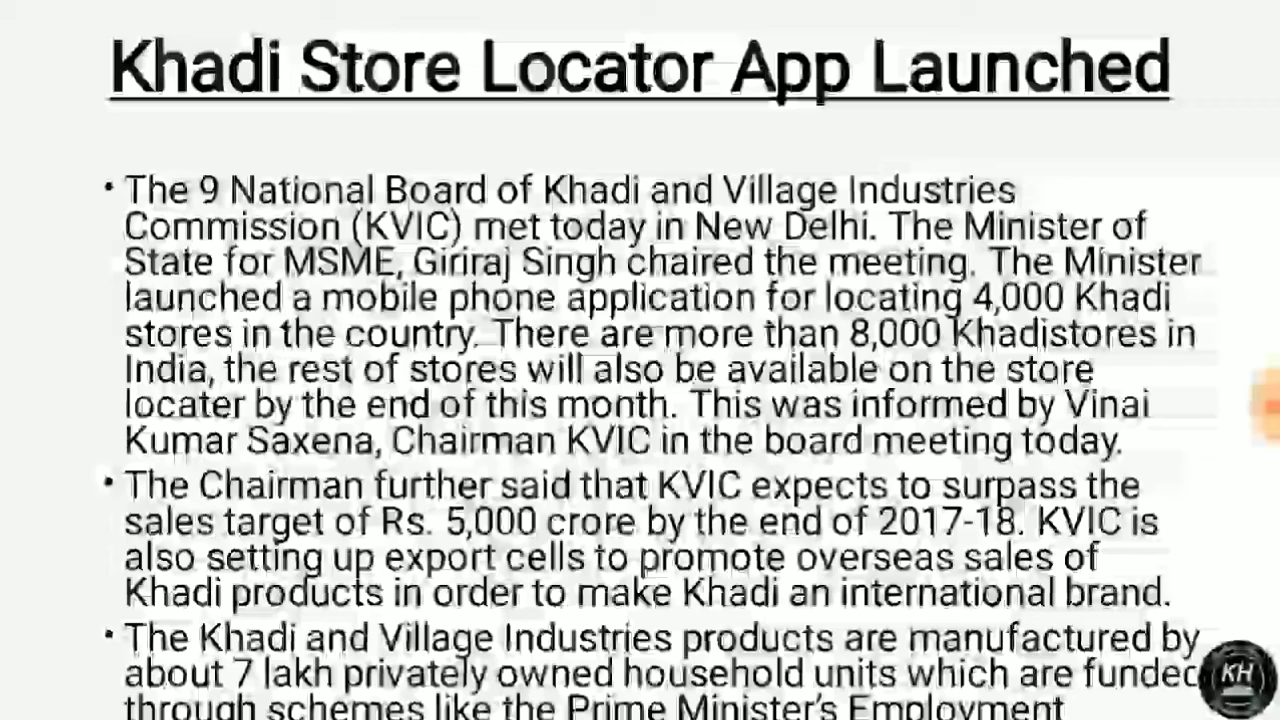 Khadi Store Locator App Launched
• The 9 National Board of Khadi and Village Industries
Commission (KVIC) met today in New Delhi. The Minister of
State for MSME, Giriraj Singh chaired the meeting. The Minister
launched a mobile phone application for locating 4,000 Khadi
stores in the country. There are more than 8,000 Khadistores in
India, the rest of stores will also be available on the store
locater by the end of this month. This was informed by Vinai
Kumar Saxena, Chairman KVIC in the board meeting today.
• The Chairman further said that KVIC expects to surpass the
sales target of Rs. 5,000 crore by the end of 2017-18. KVIC is
also setting up export cells to promote overseas sales of
Khadi products in order to make Khadi an international brand.
• The Khadi and Village Industries products are manufactured by
about 7 lakh privately owned household units which are funded
through schemes like the Prime Minister's Employment
KH